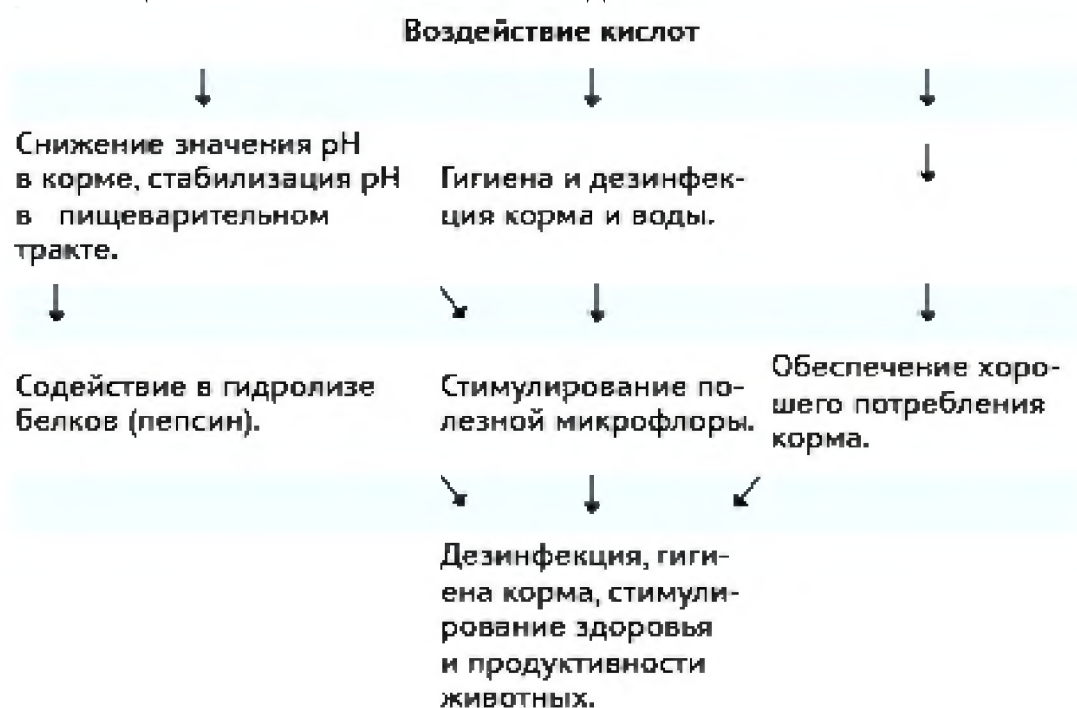 Воздействие кислот
Снижение значения pH
в корме, стабилизация pH
в пищеварительном
тракте.
Гигиена и дезинфек-
ция корма и воды.
Содействие в гидролизе
белков (пепсин).
Стимулирование по-
лезной микрофлоры.
Обеспечение хоро-
шего потребления
корма.
Дезинфекция, гиги-
ена корма, стимули-
рование здоровья
и продуктивности
животных.